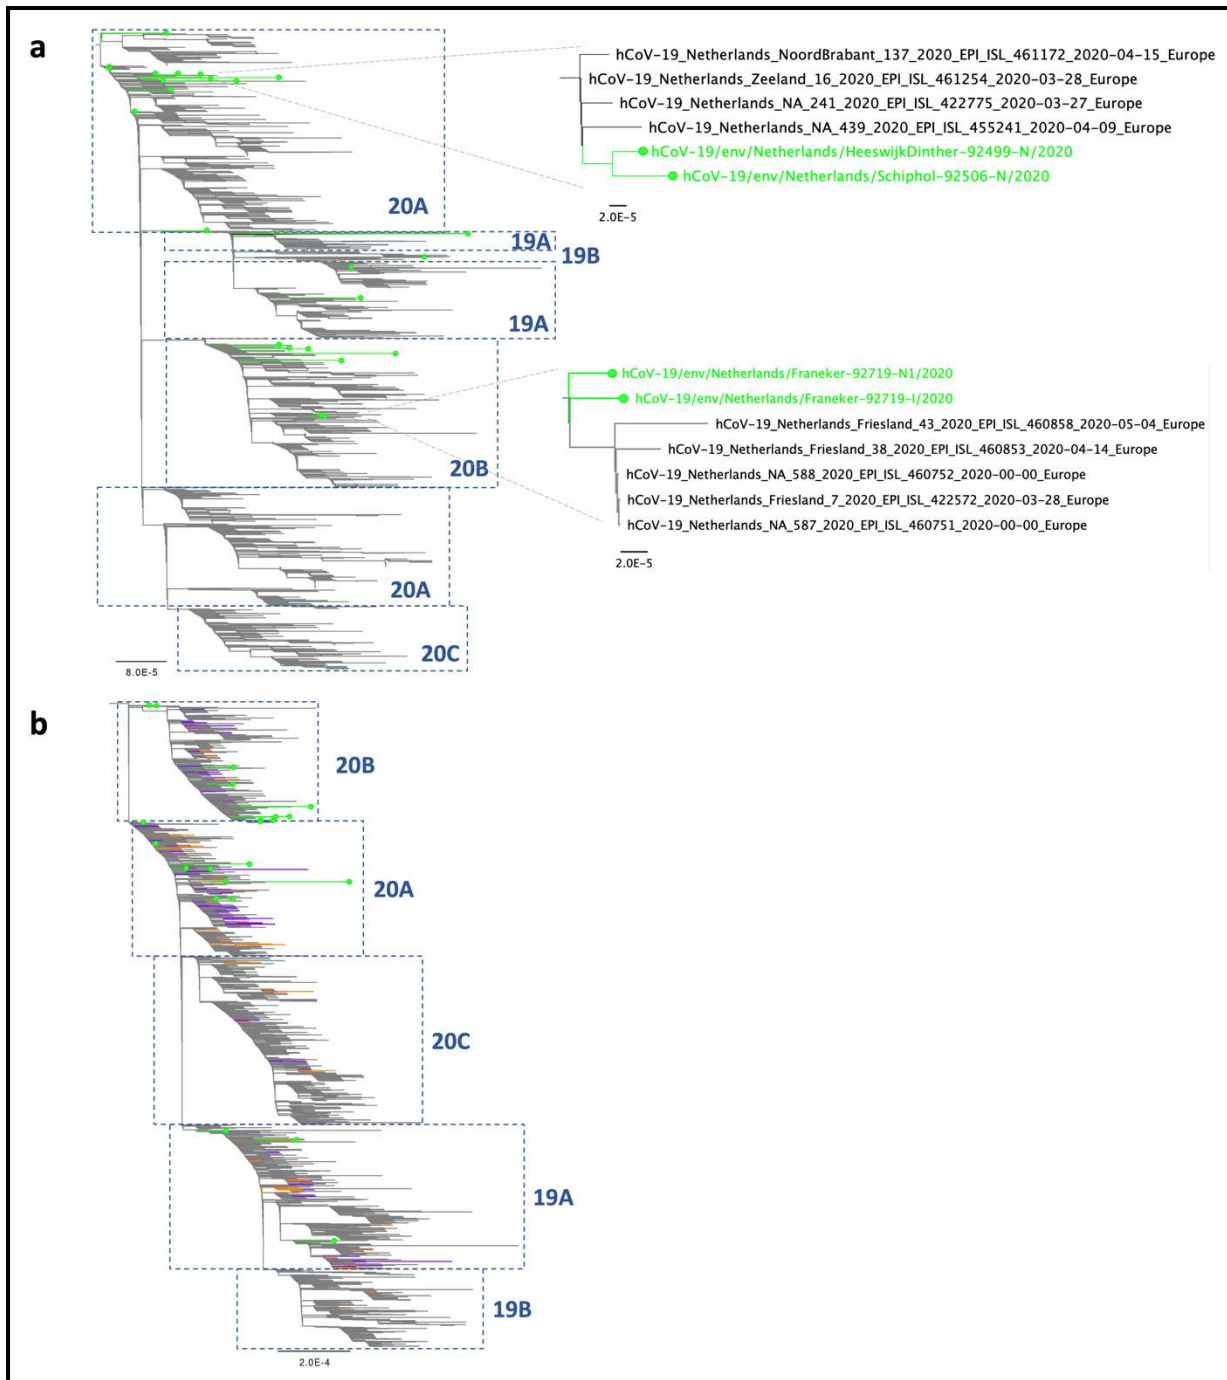 a
hCoV-19_Netherlands_NoordBrabant_137_2020_EPI_ISL_461172_2020-04-15_Europe
hCoV-19_Netherlands_Zeeland_16_2020_EPI_ISL_461254_2020-03-28_Europe
hCoV-19_Netherlands_NA_241_2020_EPI_ISL_422775_2020-03-27_Europe
hCoV-19_Netherlands_NA_439_2020_EPI_ISL_455241_2020-04-09_Europe
hCoV-19/env/Netherlands/HeeswijkDinther-92499-N/2020
hCoV-19/env/Netherlands/Schiphol-92506-N/2020
2.0E-5
20A
19A
19B
19A
hCoV-19/env/Netherlands/Franeker-92719-N1/2020
hCoV-19/env/Netherlands/Franeker-92719-I/2020
hCoV-19_Netherlands_Friesland_43_2020_EPI_ISL_460858_2020-05-04_Europe
hCoV-19_Netherlands_Friesland_38_2020_EPI_ISL_460853_2020-04-14_Europe
hCoV-19_Netherlands_NA_588_2020_EPI_ISL_460752_2020-00-00_Europe
hCoV-19_Netherlands_Friesland_7_2020_EPI_ISL_422572_2020-03-28_Europe
hCoV-19_Netherlands_NA_587_2020_EPI_ISL_460751_2020-00-00_Europe
2.0E-5
20B
20A
20C
8.0E-5
b
20B
20A
20C
19A
19B
2.0E-4